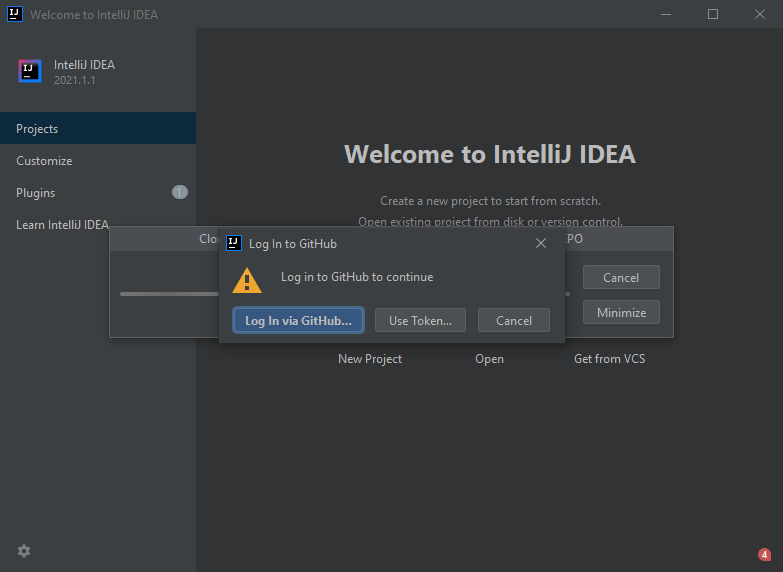 Welcome to IntelliJ IDEA
IntelliJ IDEA
2021.1.1
Projects
Customize
Plugins
1
Learn IntelliJ IDEA
Welcome to IntelliJ IDEA
Create a new project to start from scratch.
Open existing project from disk or version control.
Log In to GitHub
Log in to GitHub to continue
Log In via GitHub...
Use Token...
Cancel
Cancel
Minimize
New Project
Open
Get from VCS
4